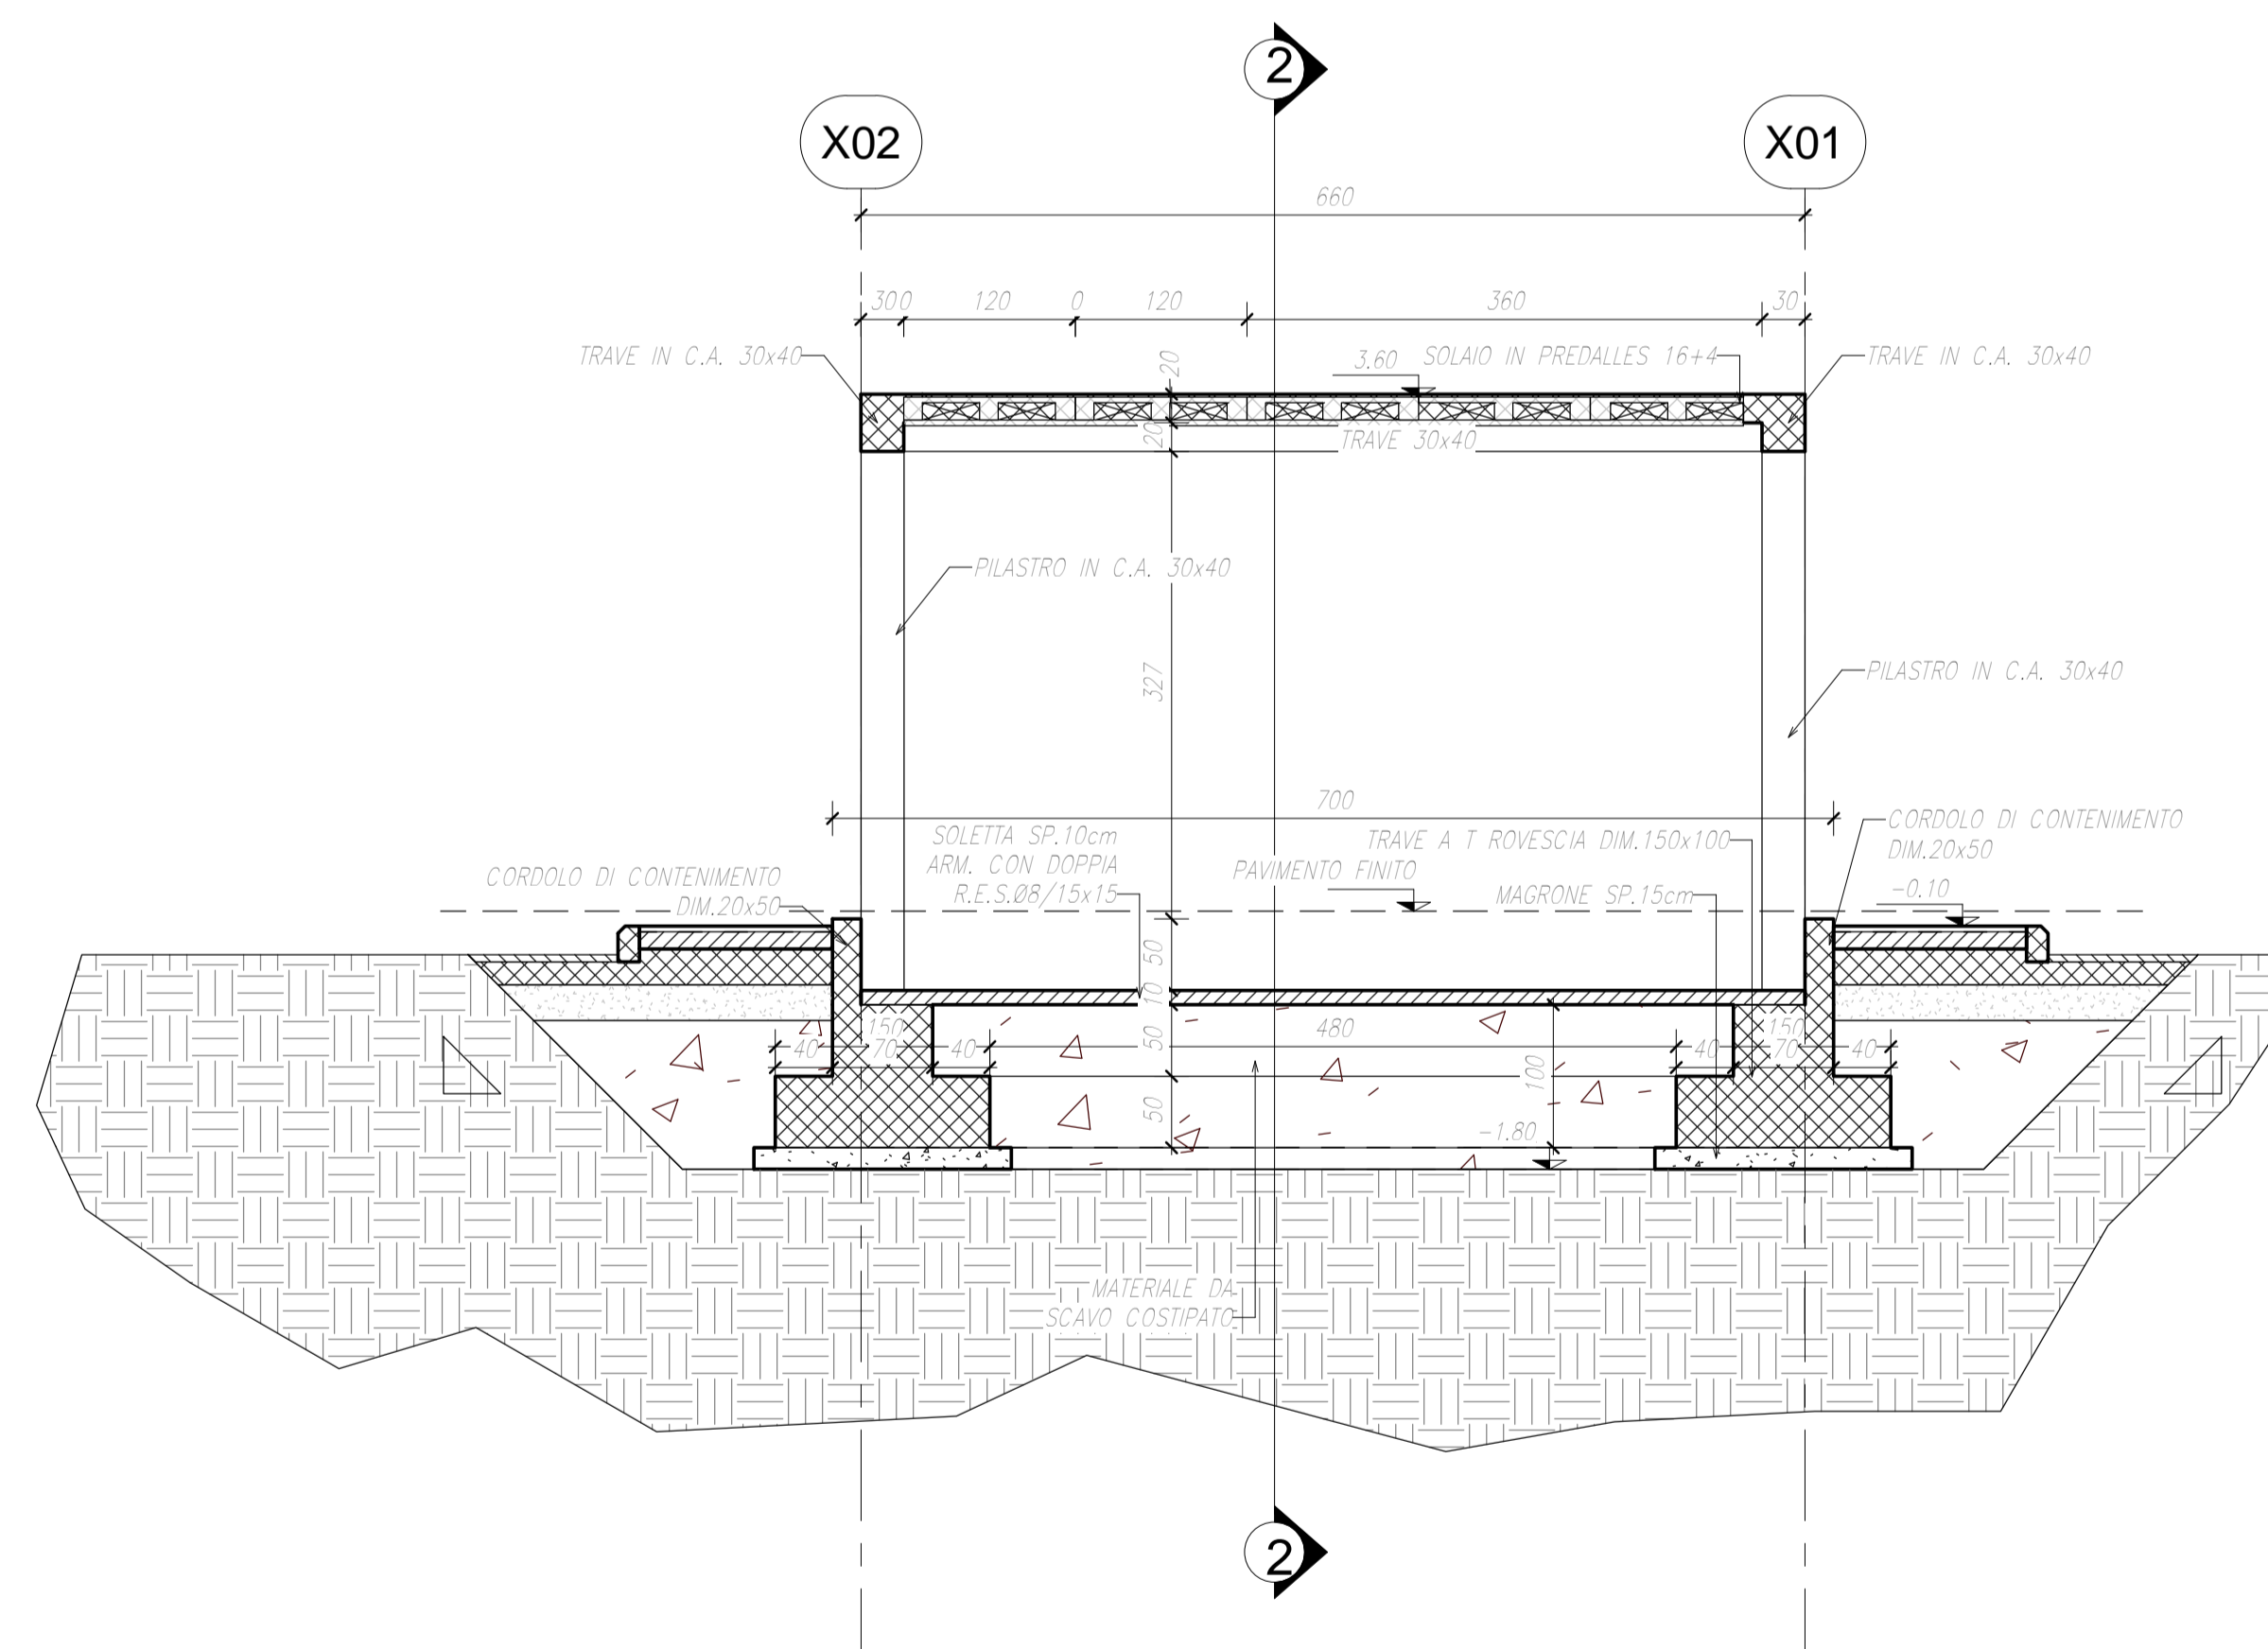 2
X02
X01
660
300
120
0
120
360
30
TRAVE IN C.A. 30x40
20
3.60
SOLAIO IN PREDALLES 16+4
TRAVE IN C.A. 30x40
20
TRAVE 30x40
PILASTRO IN C.A. 30x40
327
PILASTRO IN C.A. 30x40
700
SOLETTA SP.10cm
ARM. CON DOPPIA
R.E.S.Ø8/15x15
TRAVE A T ROVESCIA DIM.150x100
CORDOLO DI CONTENIMENTO
DIM.20x50
CORDOLO DI CONTENIMENTO
DIM.20x50
PAVIMENTO FINITO
MAGRONE SP.15cm
-0.10
50
10
150
480
150
40
70
40
50
100
40
70
40
50
-1.80
MATERIALE DA
SCAVO COSTIPATO
2